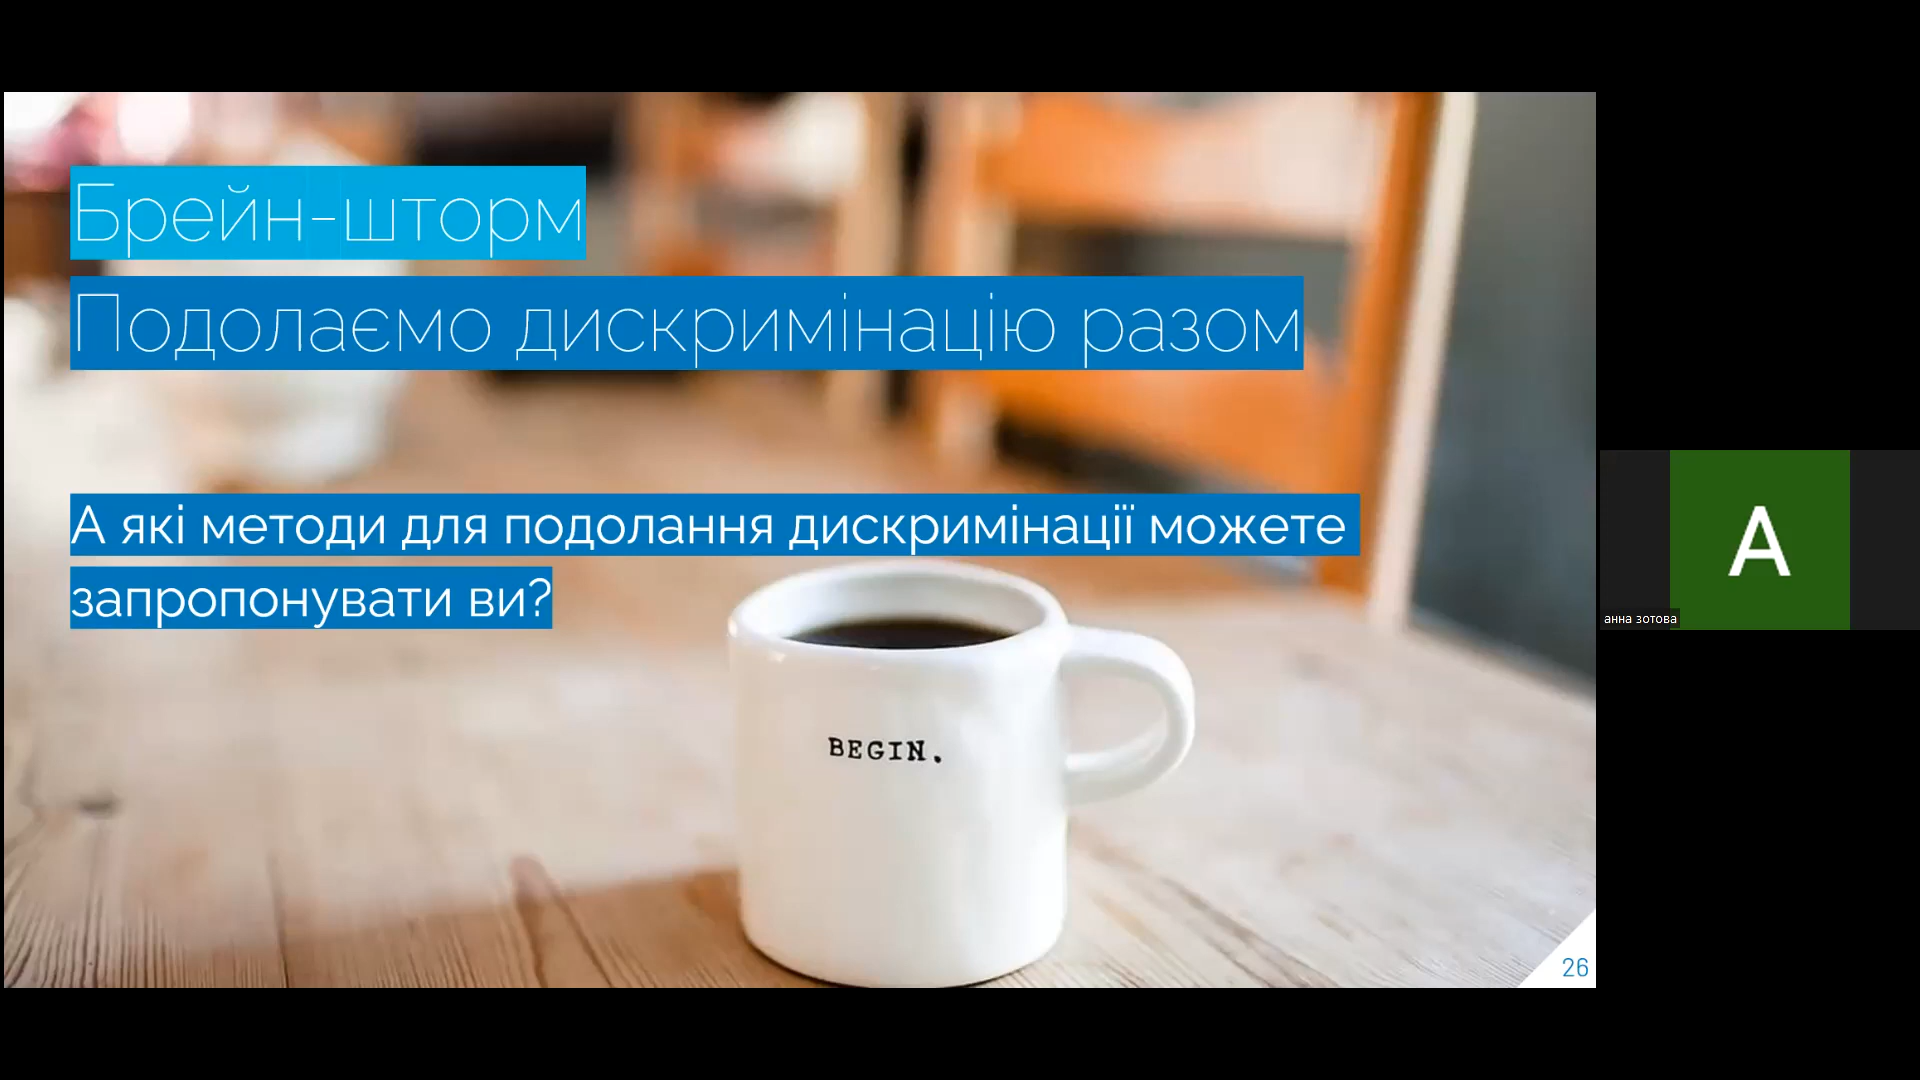 Брейн-шторм
Подолаємо дискримінацію разом
А які методи для подолання дискримінації можете
запропонувати ви?
BEGIN.
26
А
анна зотова